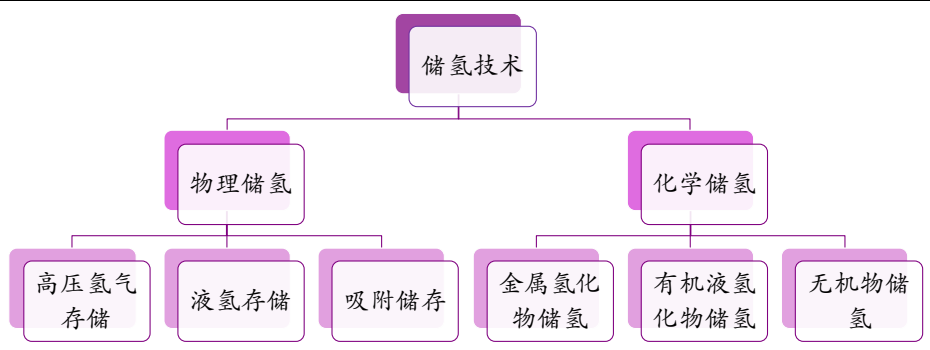 储氢技术
物理储氢
化学储氢
高压氢气
存储
液氢存储
吸附储存
金属氢化
物储氢
有机液氢
化物储氢
无机物储
氢